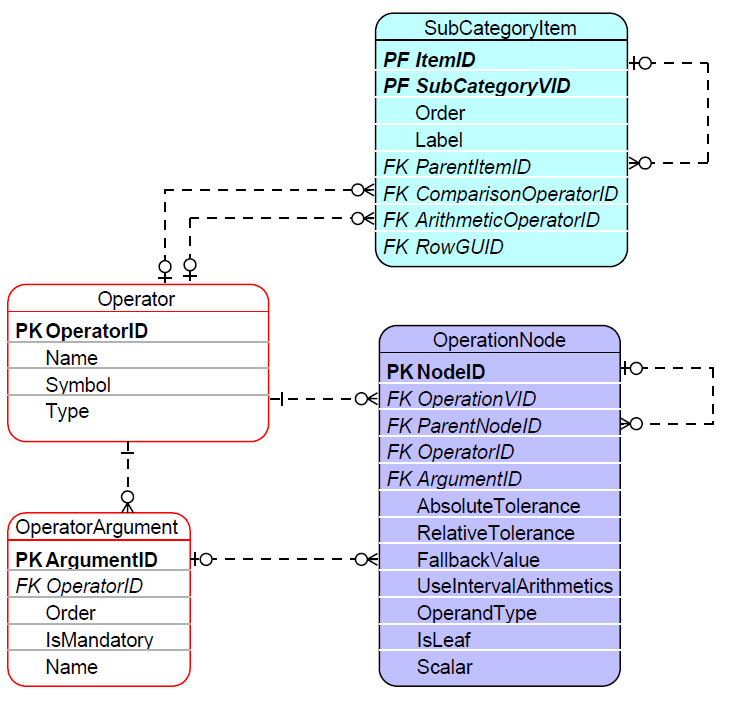 SubCategoryItem
PF ItemID
PF SubCategoryVID
Order
Label
FK ParentItemID
FK ComparisonOperatorID
FK ArithmeticOperatorID
FK RowGUID
Operator
PK OperatorID
Name
Symbol
Type
OperationNode
PK NodeID
FK OperationVID
FK ParentNodeID
FK OperatorID
FK ArgumentID
AbsoluteTolerance
RelativeTolerance
FallbackValue
UseIntervalArithmetics
OperandType
IsLeaf
Scalar
OperatorArgument
PK ArgumentID
FK OperatorID
Order
IsMandatory
Name